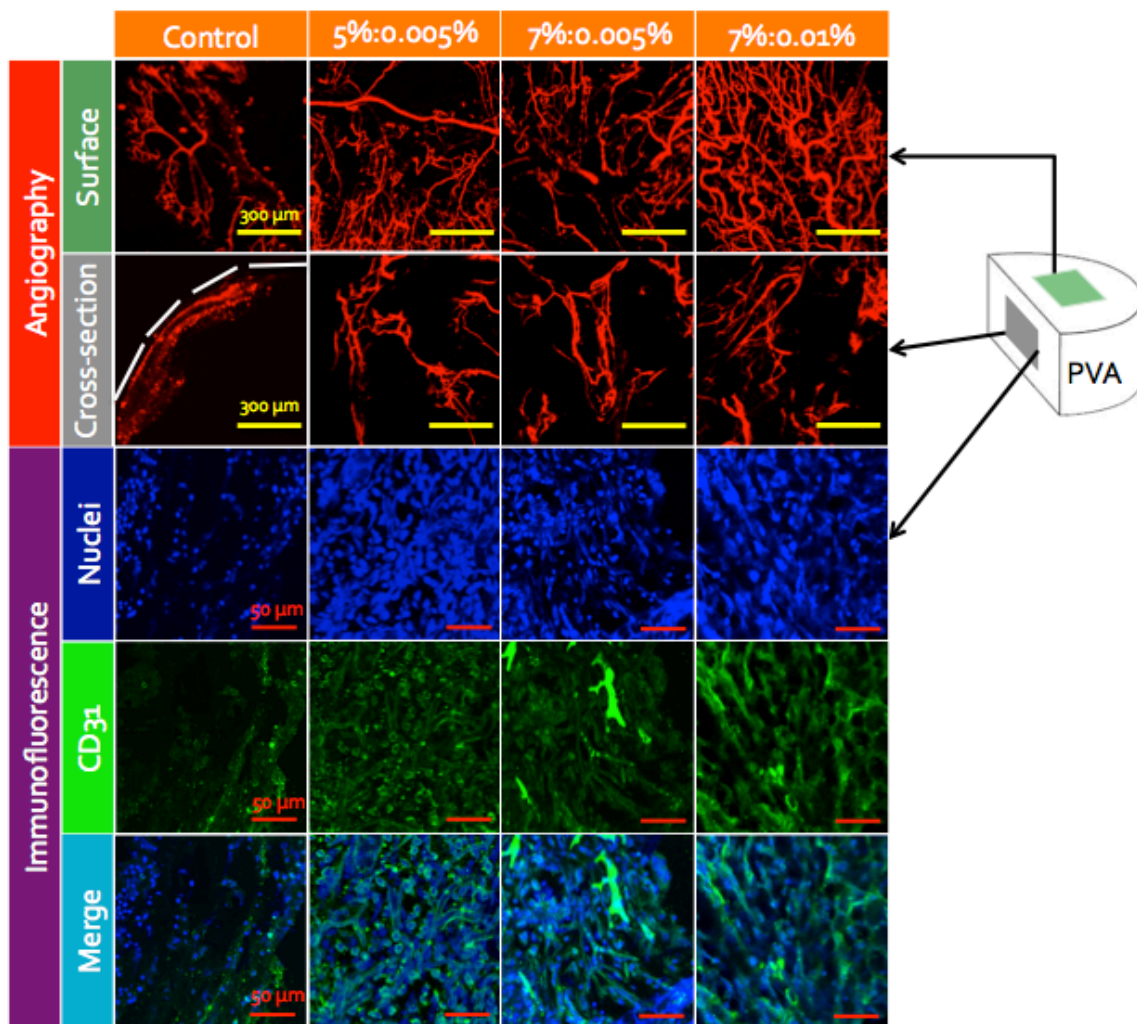 Control 5%:0.005% 7%:0.005% 7%:0.01%
Angiography
Surface
300 µm
Cross-section
300 µm
PVA
Immunofluorescence
Nuclei
50 µm
CD31
50 µm
Merge
50 µm